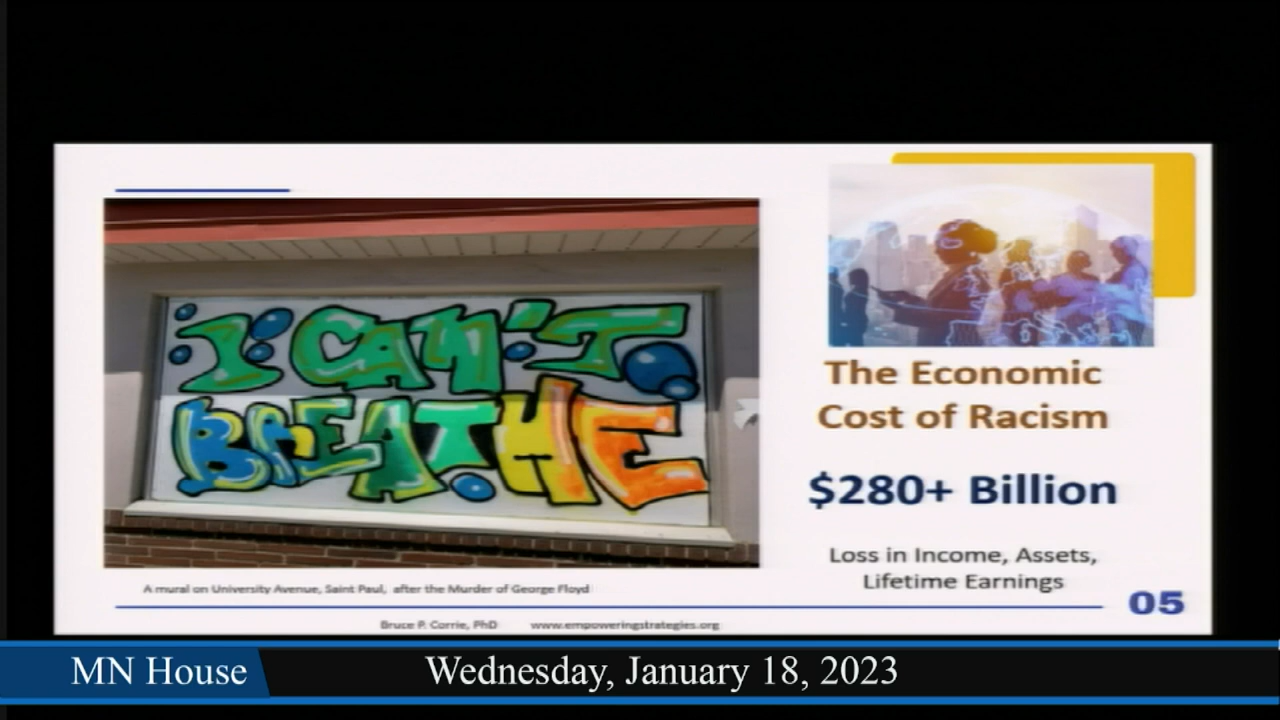 I CAN'T
BREATHE
The Economic
Cost of Racism
$280+ Billion
Loss in Income, Assets,
Lifetime Earnings
A mural on University Avenue, Saint Paul, after the Murder of George Floyd
05
Bruce P. Corrie, PhD www.empoweringstrategies.org
MN House
Wednesday, January 18, 2023